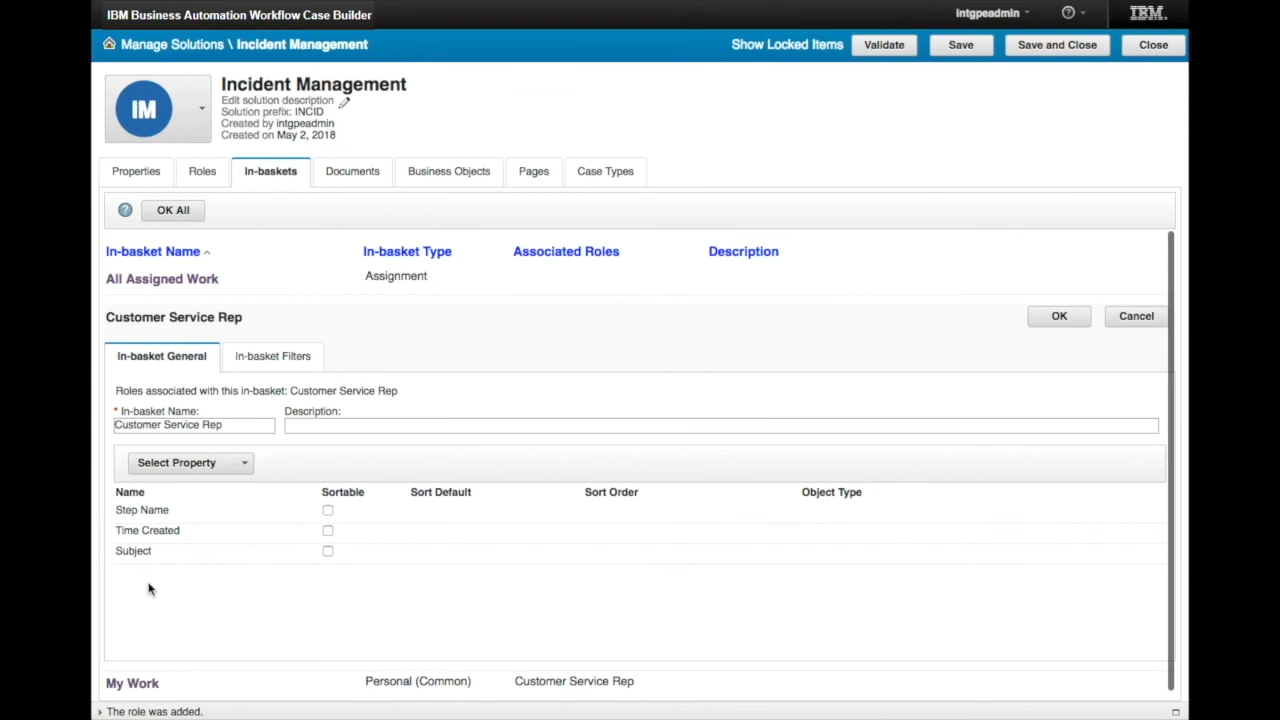 IBM Business Automation Workflow Case Builder
intgpeadmin
IBM
Manage Solutions \ Incident Management
Show Locked Items
Validate
Save
Save and Close
Close
IM
Incident Management
Edit solution description
Solution prefix: INCID
Created by intgpeadmin
Created on May 2, 2018
Properties
Roles
In-baskets
Documents
Business Objects
Pages
Case Types
?
OK All
In-basket Name
In-basket Type
Associated Roles
Description
All Assigned Work
Assignment
Customer Service Rep
OK
Cancel
In-basket General
In-basket Filters
Roles associated with this in-basket: Customer Service Rep
* In-basket Name:
Description:
Customer Service Rep
Select Property
Name
Sortable
Sort Default
Sort Order
Object Type
Step Name
Time Created
Subject
My Work
Personal (Common)
Customer Service Rep
The role was added.